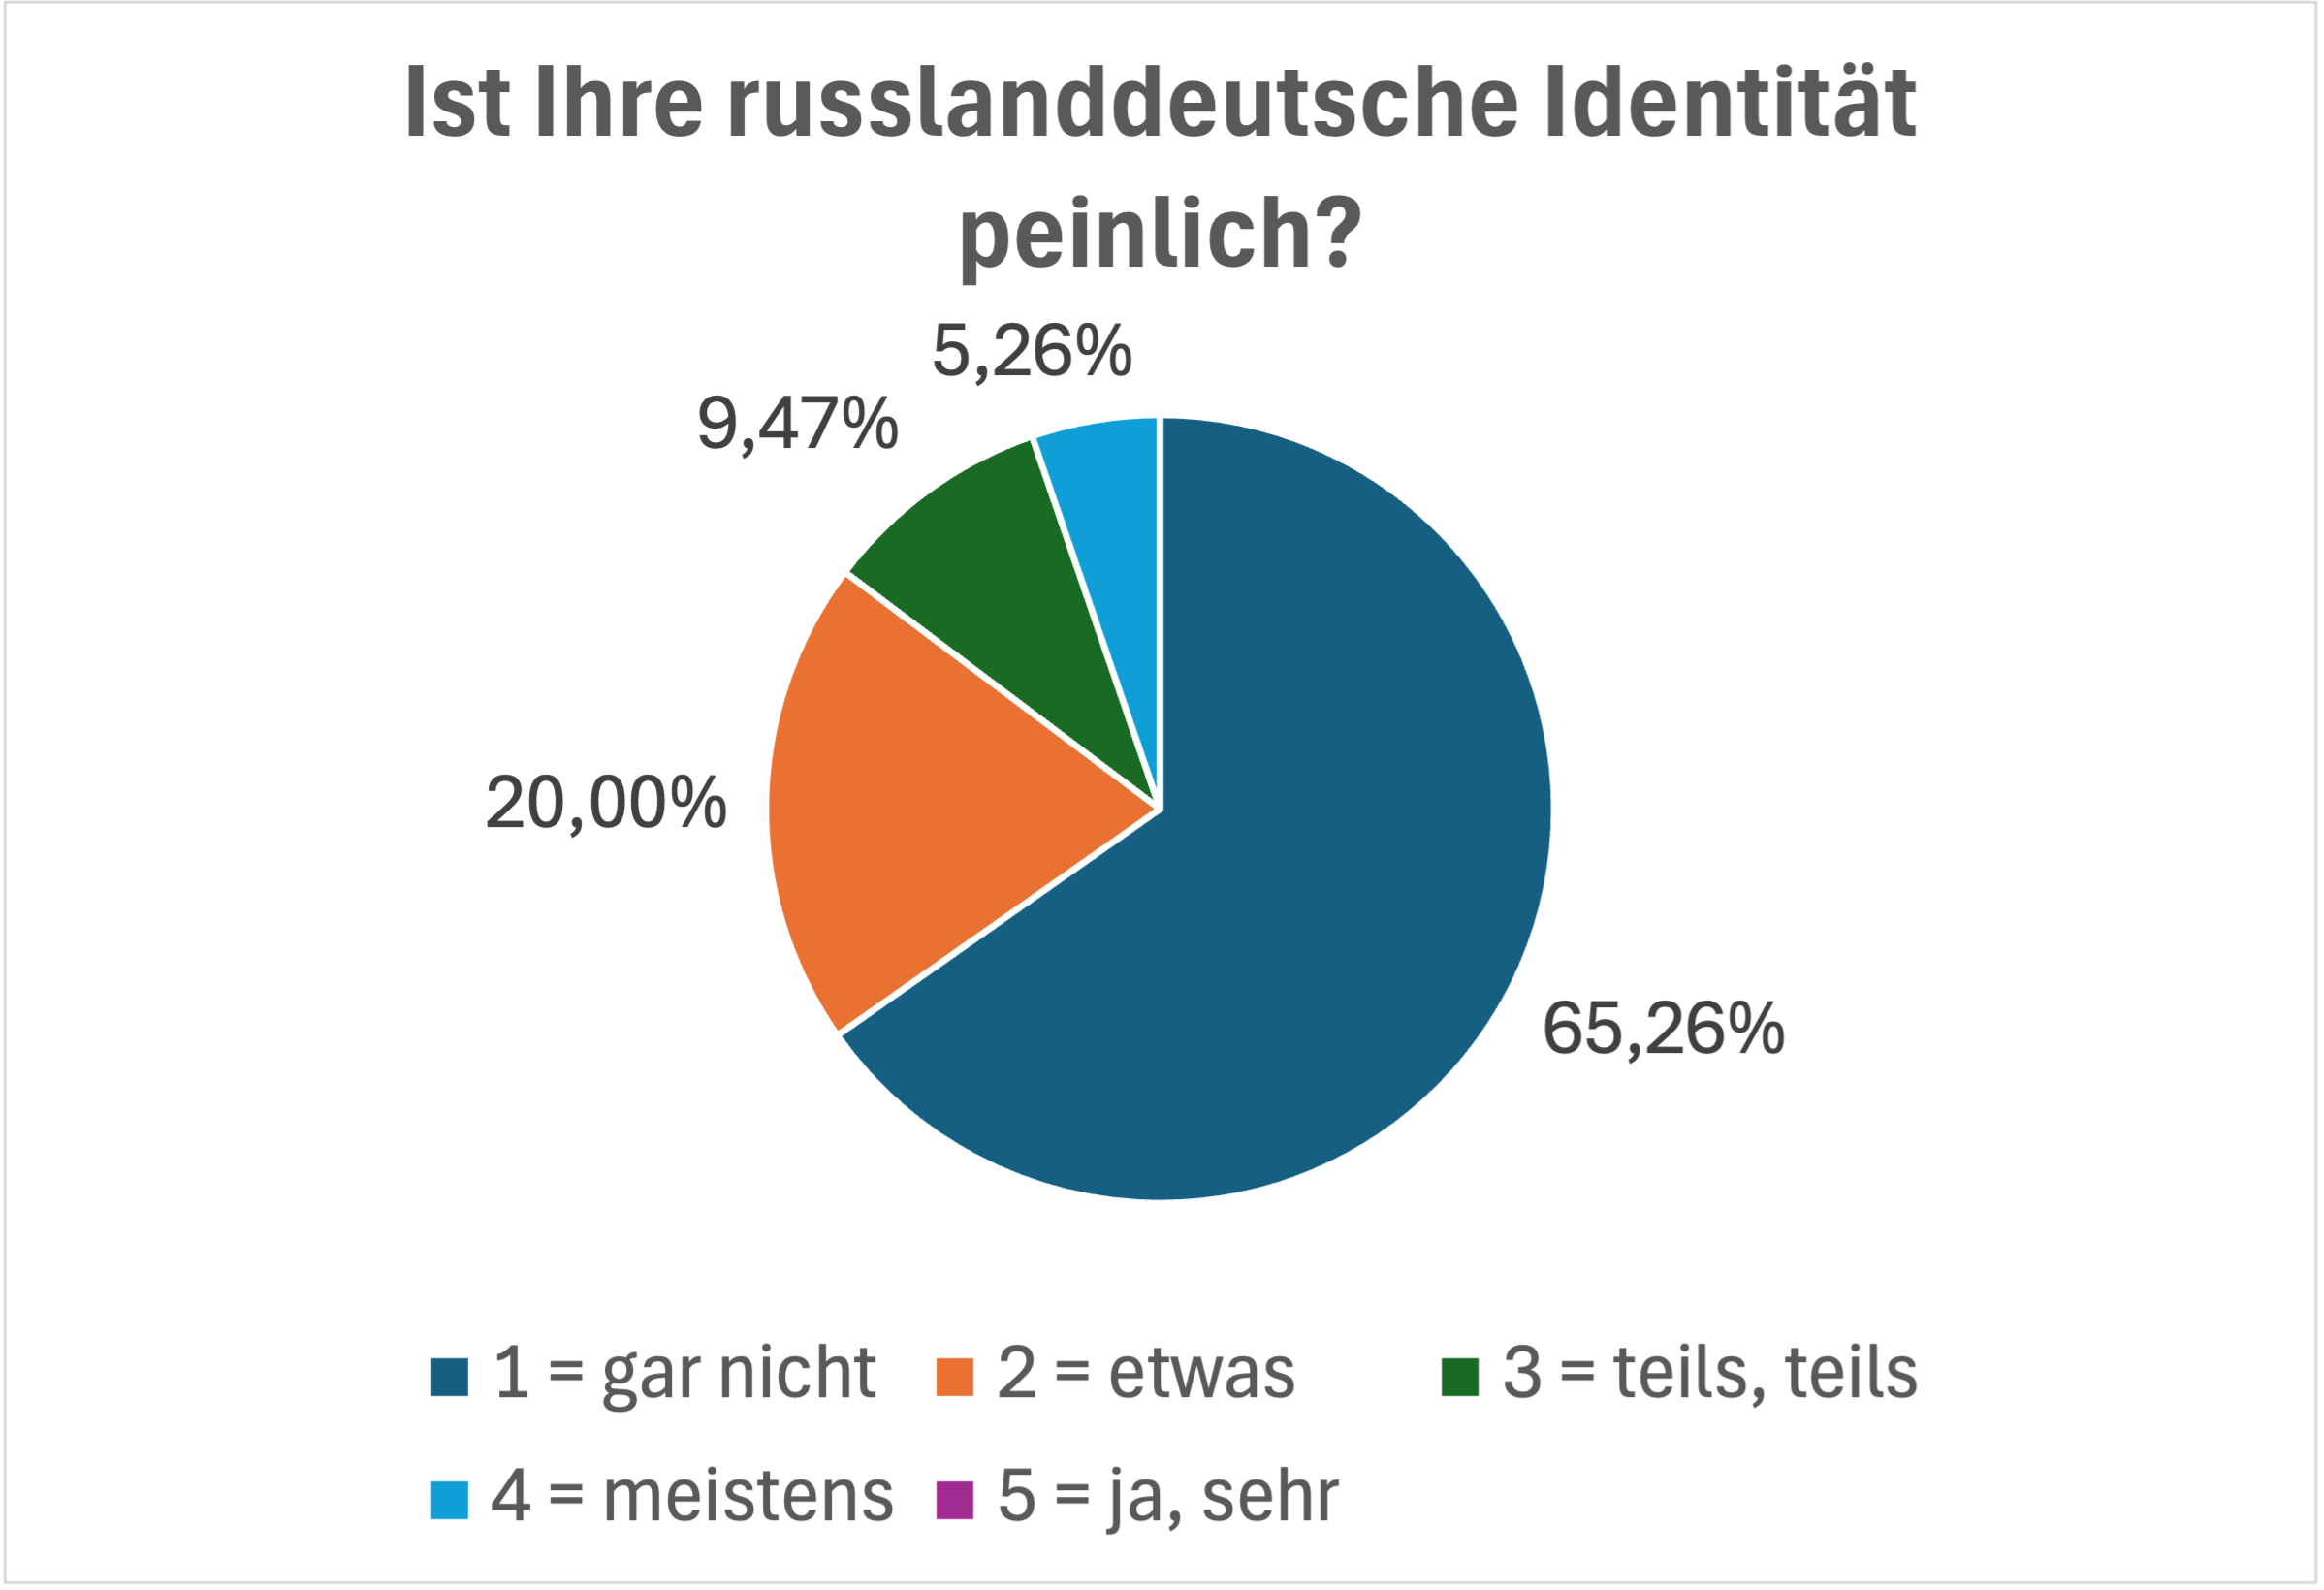 Ist Ihre russlanddeutsche Identität
peinlich?
5,26%
9,47%
20,00%
65,26%
1 = gar nicht
2 = etwas
3 = teils, teils
4 = meistens
5 = ja, sehr